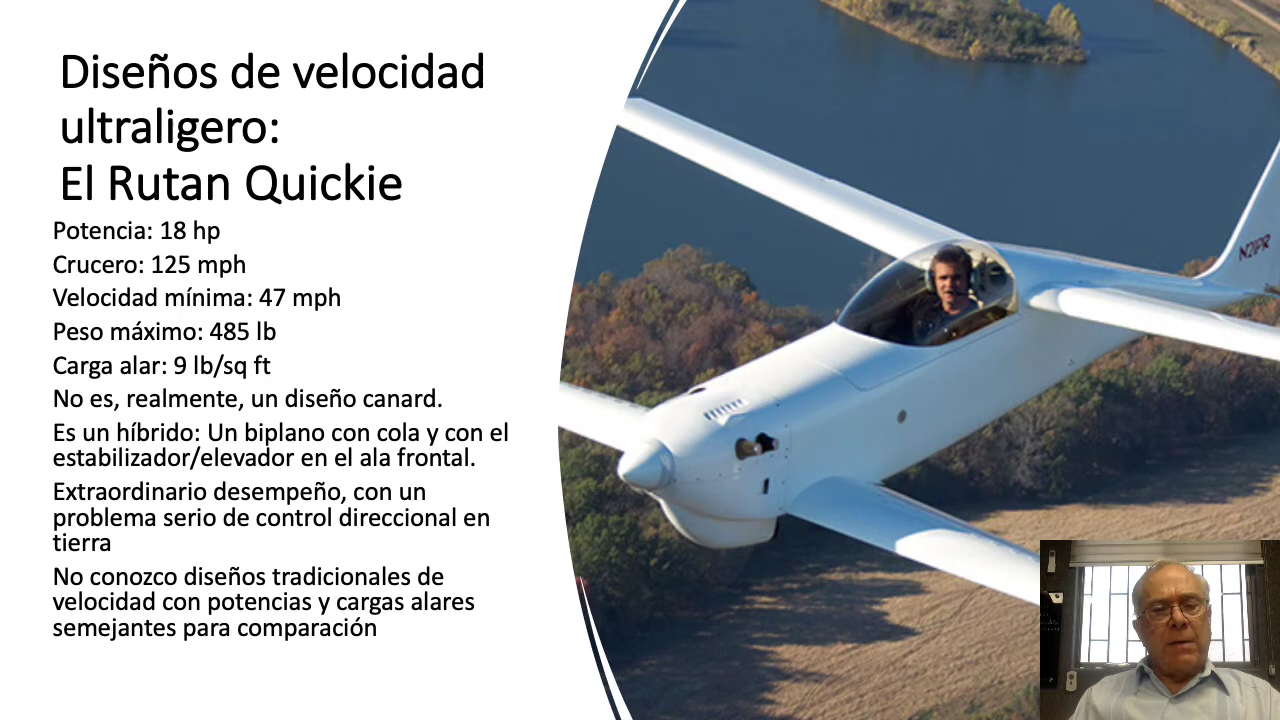 Diseños de velocidad
ultraligero:
El Rutan Quickie
Potencia: 18 hp
Crucero: 125 mph
Velocidad mínima: 47 mph
Peso máximo: 485 lb
Carga alar: 9 lb/sq ft
No es, realmente, un diseño canard.
Es un híbrido: Un biplano con cola y con el
estabilizador/elevador en el ala frontal.
Extraordinario desempeño, con un
problema serio de control direccional en
tierra
No conozco diseños tradicionales de
velocidad con potencias y cargas alares
semejantes para comparación
N21PR